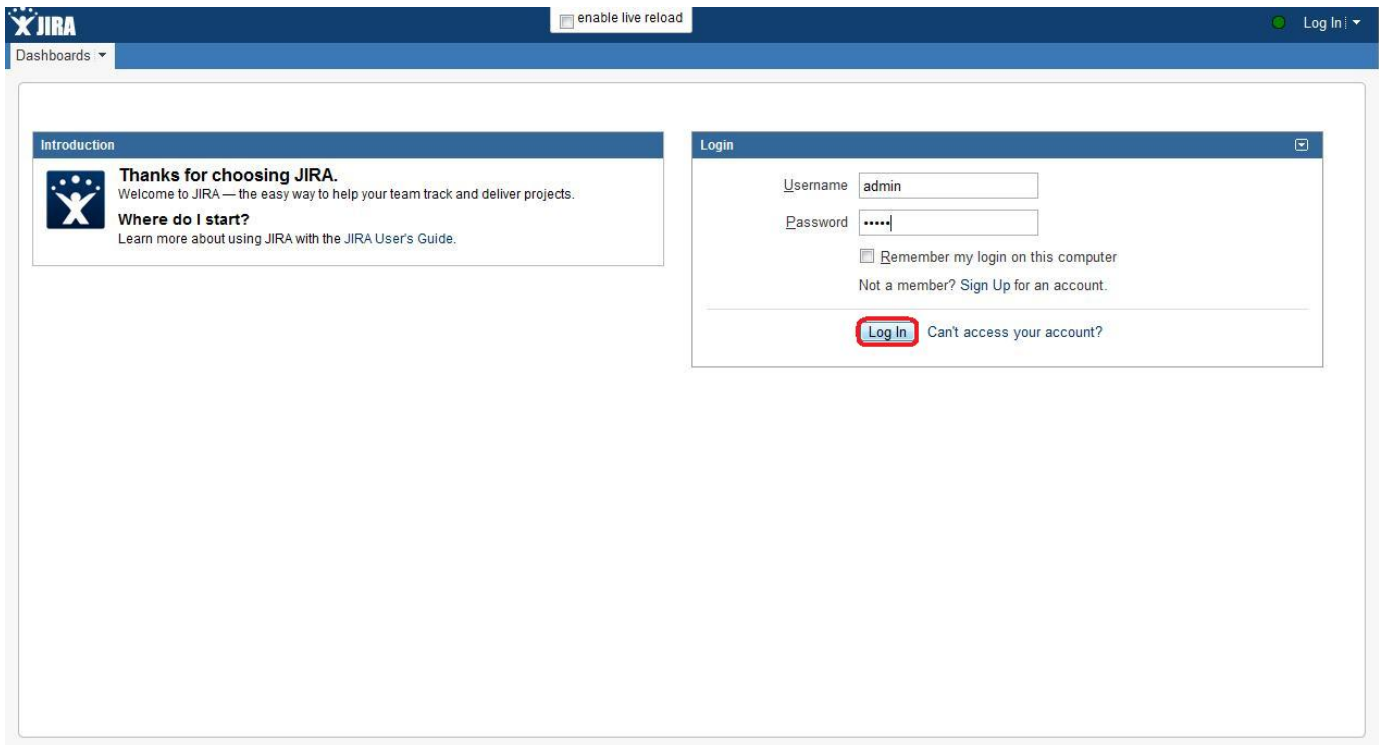 JIRA
enable live reload
Log In
Dashboards
Introduction
Thanks for choosing JIRA.
Welcome to JIRA — the easy way to help your team track and deliver projects.
Where do I start?
Learn more about using JIRA with the JIRA User's Guide.
Login
Username admin
Password •••••
Remember my login on this computer
Not a member? Sign Up for an account.
Log In Can't access your account?